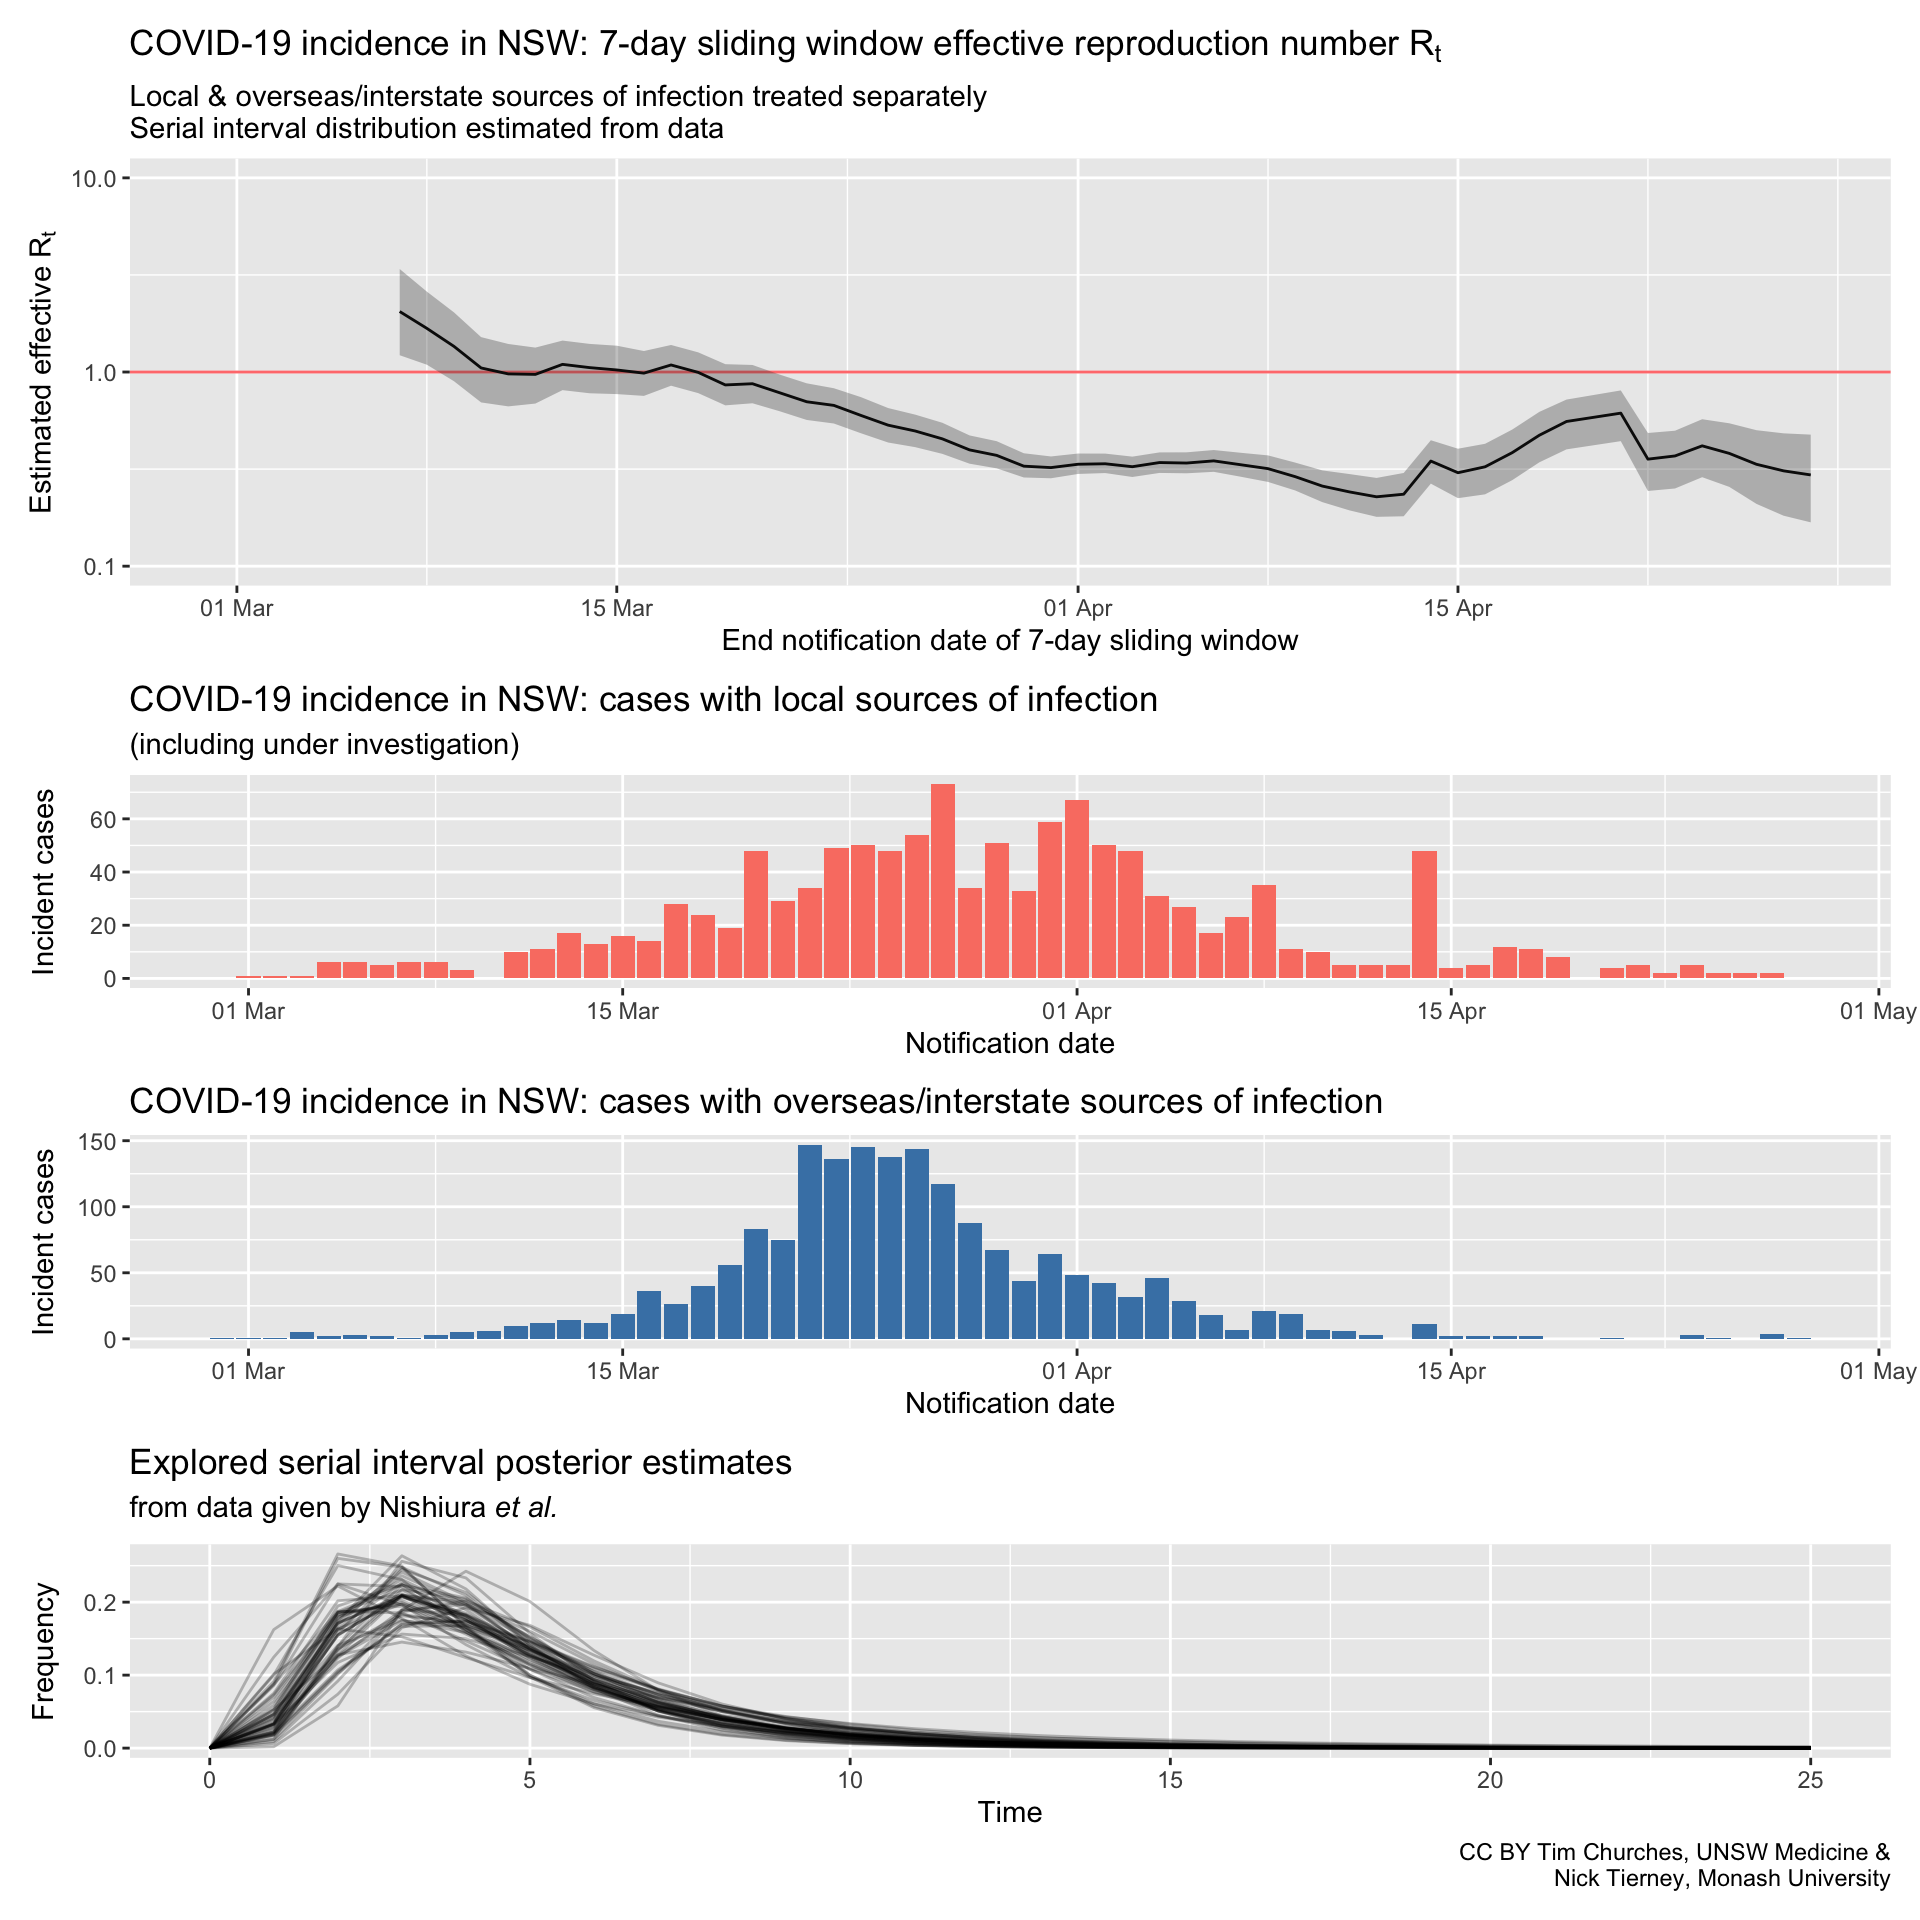 COVID-19 incidence in NSW: 7-day sliding window effective reproduction number Rt
Local & overseas/interstate sources of infection treated separately
Serial interval distribution estimated from data
Estimated effective Rt
10.0
1.0
0.1
01 Mar
15 Mar
01 Apr
15 Apr
End notification date of 7-day sliding window
COVID-19 incidence in NSW: cases with local sources of infection
(including under investigation)
Incident cases
60
40
20
0
01 Mar
15 Mar
01 Apr
15 Apr
01 May
Notification date
COVID-19 incidence in NSW: cases with overseas/interstate sources of infection
Incident cases
150
100
50
0
01 Mar
15 Mar
01 Apr
15 Apr
01 May
Notification date
Explored serial interval posterior estimates
from data given by Nishiura et al.
Frequency
0.2
0.1
0.0
0
5
10
15
20
25
Time
CC BY Tim Churches, UNSW Medicine &
Nick Tierney, Monash University